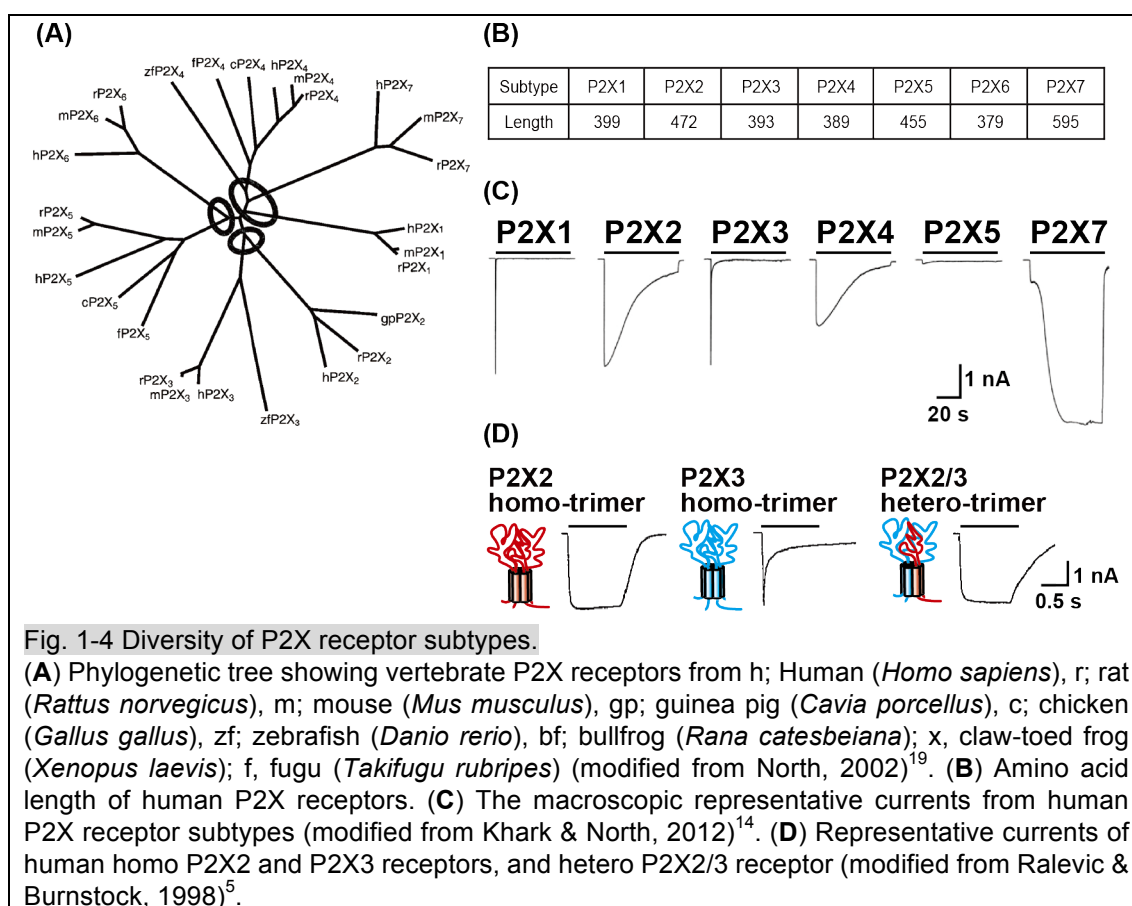 (A)
zfP2X4
fP2X4
cP2X4
hP2X4
mP2X4
rP2X4
hP2X7
mP2X7
rP2X7
rP2X6
mP2X6
hP2X6
rP2X5
mP2X5
hP2X5
cP2X5
fP2X5
hP2X1
mP2X1
rP2X1
gpP2X2
rP2X2
hP2X2
rP2X3
mP2X3
hP2X3
zfP2X3
(B)
Subtype P2X1 P2X2 P2X3 P2X4 P2X5 P2X6 P2X7
Length 399 472 393 389 455 379 595
(C)
P2X1 P2X2 P2X3 P2X4 P2X5 P2X7
1 nA
20 s
(D)
P2X2
homo-trimer
P2X3
homo-trimer
P2X2/3
hetero-trimer
1 nA
0.5 s
Fig. 1-4 Diversity of P2X receptor subtypes.
(A) Phylogenetic tree showing vertebrate P2X receptors from h; Human (Homo sapiens), r; rat
(Rattus norvegicus), m; mouse (Mus musculus), gp; guinea pig (Cavia porcellus), c; chicken
(Gallus gallus), zf; zebrafish (Danio rerio), bf; bullfrog (Rana catesbeiana); x, claw-toed frog
(Xenopus laevis); f, fugu (Takifugu rubripes) (modified from North, 2002)19. (B) Amino acid
length of human P2X receptors. (C) The macroscopic representative currents from human
P2X receptor subtypes (modified from Khark & North, 2012)14. (D) Representative currents of
human homo P2X2 and P2X3 receptors, and hetero P2X2/3 receptor (modified from Ralevic &
Burnstock, 1998)5.